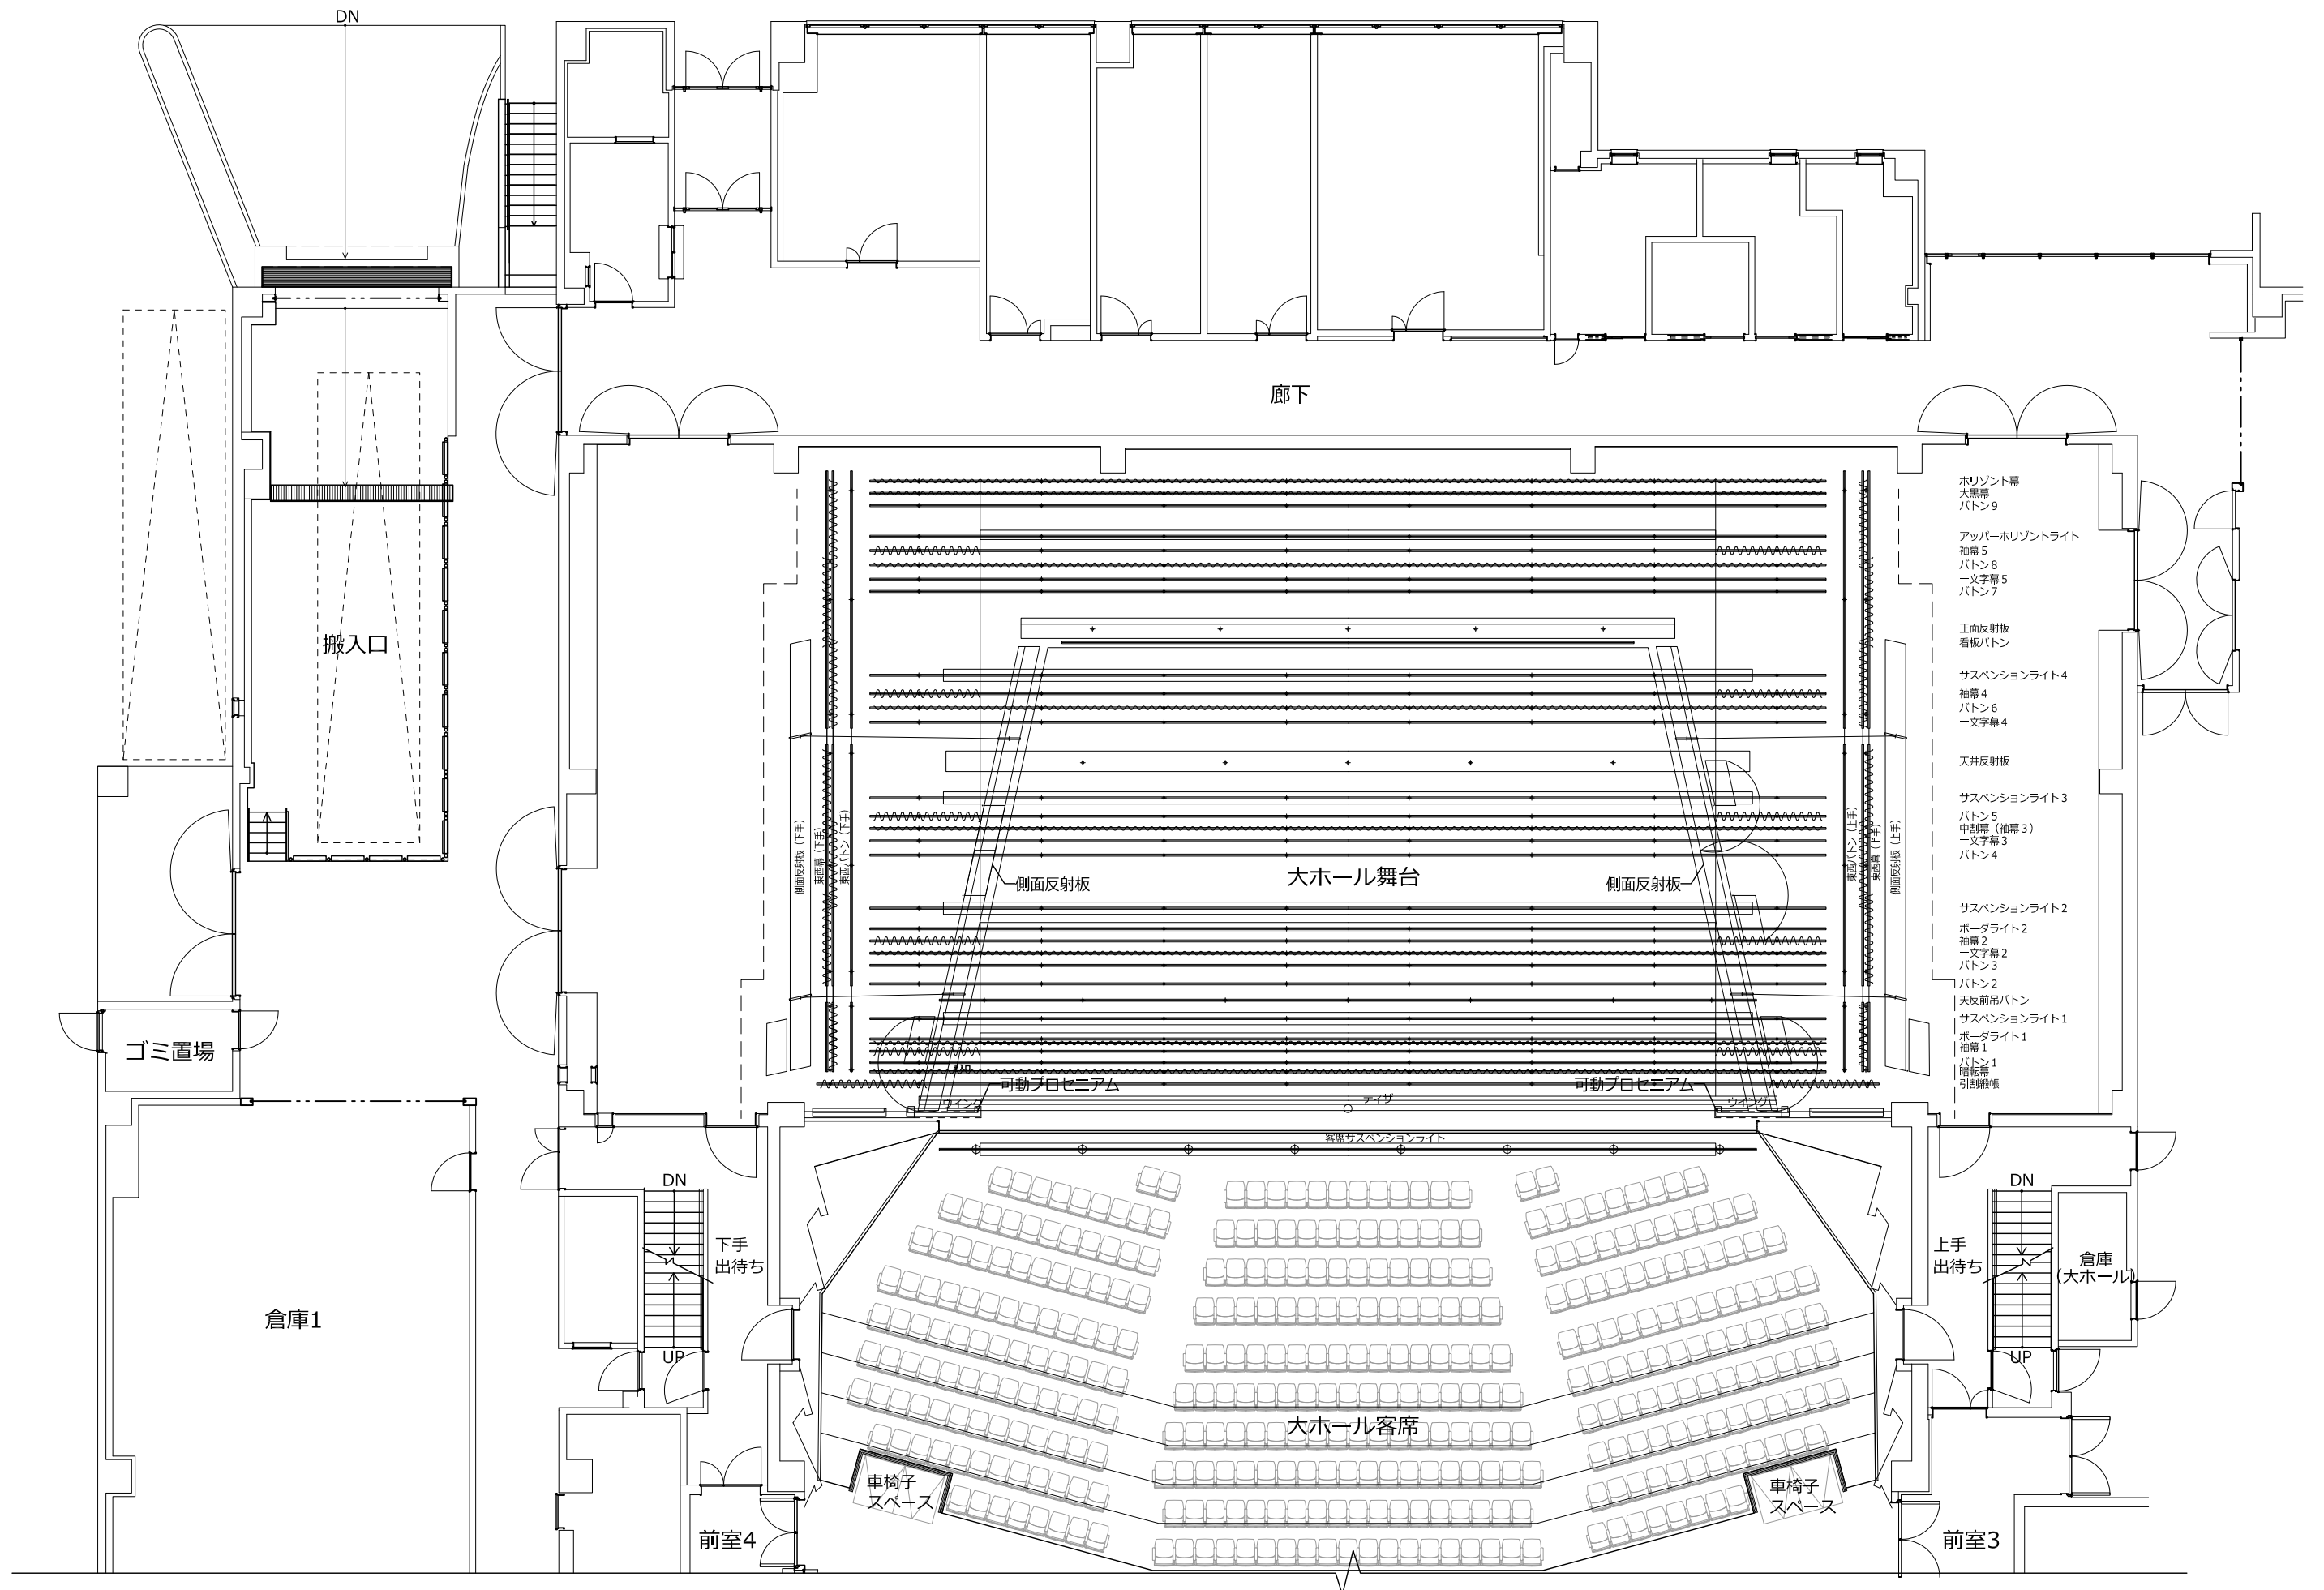 DN
廊下
ホリゾント幕
大黒幕
バトン9
アッパーホリゾントライト
袖幕5
バトン8
一文字幕5
バトン7
正面反射板
看板バトン
搬入口
サスペンションライト4
袖幕4
バトン6
一文字幕4
天井反射板
サスペンションライト3
バトン5
中割幕（袖幕3）
一文字幕3
バトン4
側面反射板（下手）
東西幕（下手）
東西バトン（下手）
側面反射板
大ホール舞台
側面反射板
東西バトン（上手）
東西幕（上手）
側面反射板（上手）
サスペンションライト2
ボーダライト2
袖幕2
一文字幕2
バトン3
バトン2
天反前吊バトン
サスペンションライト1
ボーダライト1
袖幕1
バトン1
暗転幕
引割緞帳
ゴミ置場
可動プロセニアム
可動プロセニアム
ウイング
ティザー
ウイング
客席サスペンションライト
DN
DN
下手
出待ち
上手
出待ち
倉庫
（大ホール）
倉庫1
UP
UP
大ホール客席
車椅子
スペース
車椅子
スペース
前室4
前室3